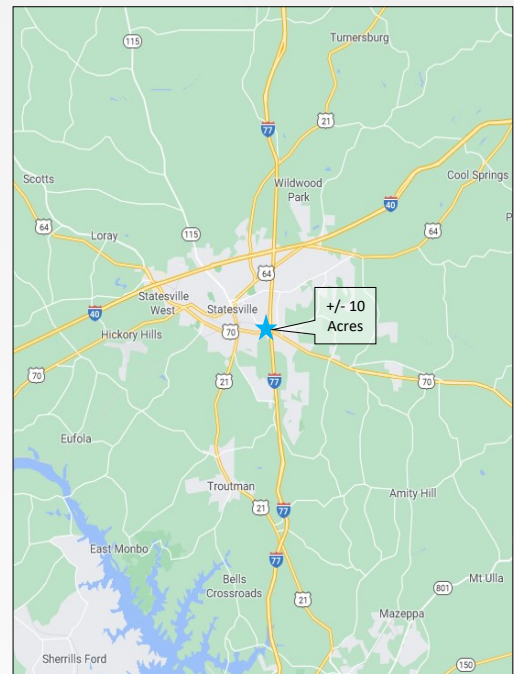 115
Turnersburg
77
21
Scotts
Wildwood
Park
Cool Springs
40
64
115
64
Loray
64
Statesville
West
Statesville
+/- 10
Acres
40
Hickory Hills
70
70
21
77
70
Eufola
Troutman
Amity Hill
21
77
East Monbo
77
Bells
Crossroads
Mt Ulla
801
21
Mazeppa
Sherrills Ford
150